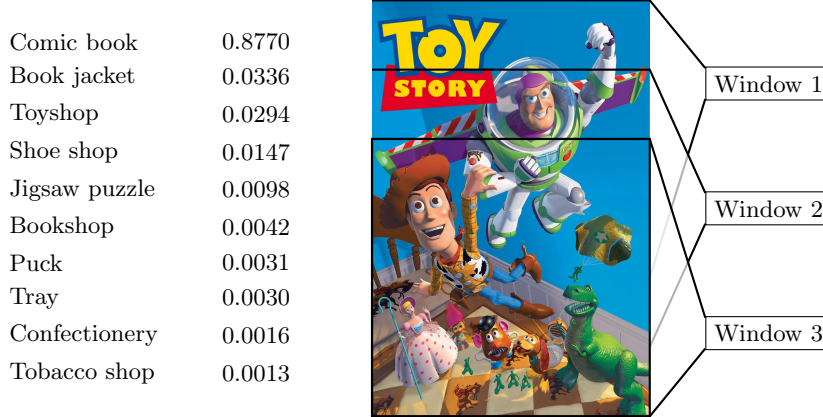 Comic book 0.8770
Book jacket 0.0336
Toyshop 0.0294
Shoe shop 0.0147
Jigsaw puzzle 0.0098
Bookshop 0.0042
Puck 0.0031
Tray 0.0030
Confectionery 0.0016
Tobacco shop 0.0013
TOY
STORY
Window 1
Window 2
Window 3